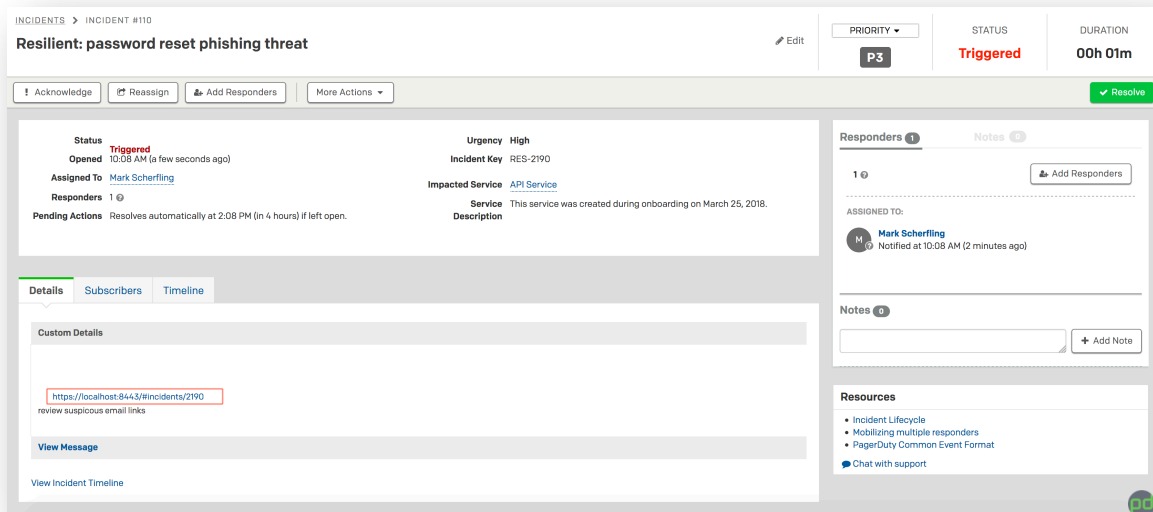 INCIDENTS > INCIDENT #110
Resilient: password reset phishing threat
Edit
PRIORITY
P3
STATUS
Triggered
DURATION
00h 01m
! Acknowledge
Reassign
Add Responders
More Actions
Resolve
Status Triggered
Opened 10:08 AM (a few seconds ago)
Assigned To Mark Scherfling
Responders 1
Pending Actions Resolves automatically at 2:08 PM (in 4 hours) if left open.
Urgency High
Incident Key RES-2190
Impacted Service API Service
Service Description This service was created during onboarding on March 25, 2018.
Details
Subscribers
Timeline
Custom Details
https://localhost:8443/#incidents/2190
review suspicous email links
View Message
View Incident Timeline
Responders 1
Notes 0
1
Add Responders
ASSIGNED TO:
M
Mark Scherfling
Notified at 10:08 AM (2 minutes ago)
Notes 0
+ Add Note
Resources
• Incident Lifecycle
• Mobilizing multiple responders
• PagerDuty Common Event Format
Chat with support
pd